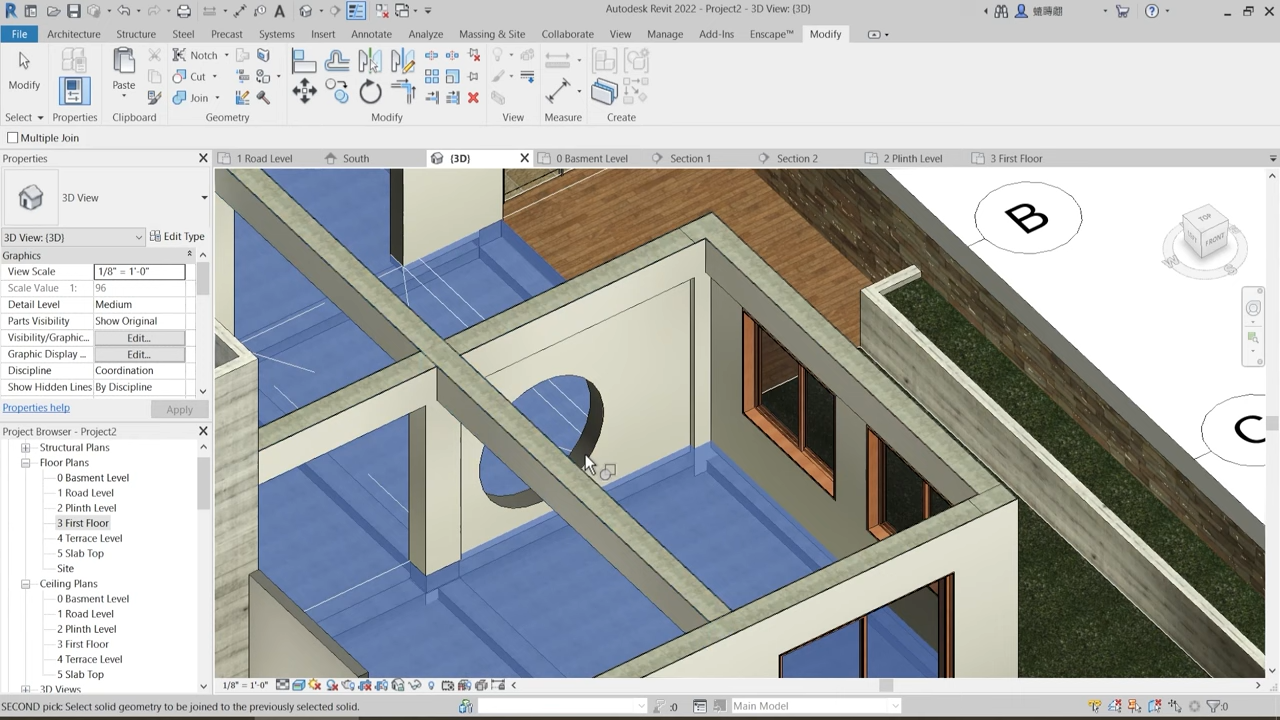 Autodesk Revit 2022 - Project2 - 3D View: {3D}
File Architecture Structure Steel Precast Systems Insert Annotate Analyze Massing & Site Collaborate View Manage Add-Ins Enscape™ Modify
Modify
Paste
Notch
Cut
Join
Select Properties Clipboard Geometry Modify View Measure Create
Multiple Join
Properties
1 Road Level South {3D} 0 Basment Level Section 1 Section 2 2 Plinth Level 3 First Floor
3D View
3D View: {3D} Edit Type
Graphics
View Scale 1/8" = 1'-0"
Scale Value 1: 96
Detail Level Medium
Parts Visibility Show Original
Visibility/Graphic... Edit...
Graphic Display ... Edit...
Discipline Coordination
Show Hidden Lines By Discipline
Properties help Apply
Project Browser - Project2
Structural Plans
Floor Plans
0 Basment Level
1 Road Level
2 Plinth Level
3 First Floor
4 Terrace Level
5 Slab Top
Site
Ceiling Plans
0 Basment Level
1 Road Level
2 Plinth Level
3 First Floor
4 Terrace Level
5 Slab Top
3D Views
B
C
TOP
FRONT
1/8" = 1'-0"
SECOND pick: Select solid geometry to be joined to the previously selected solid.
:0
Main Model
:0